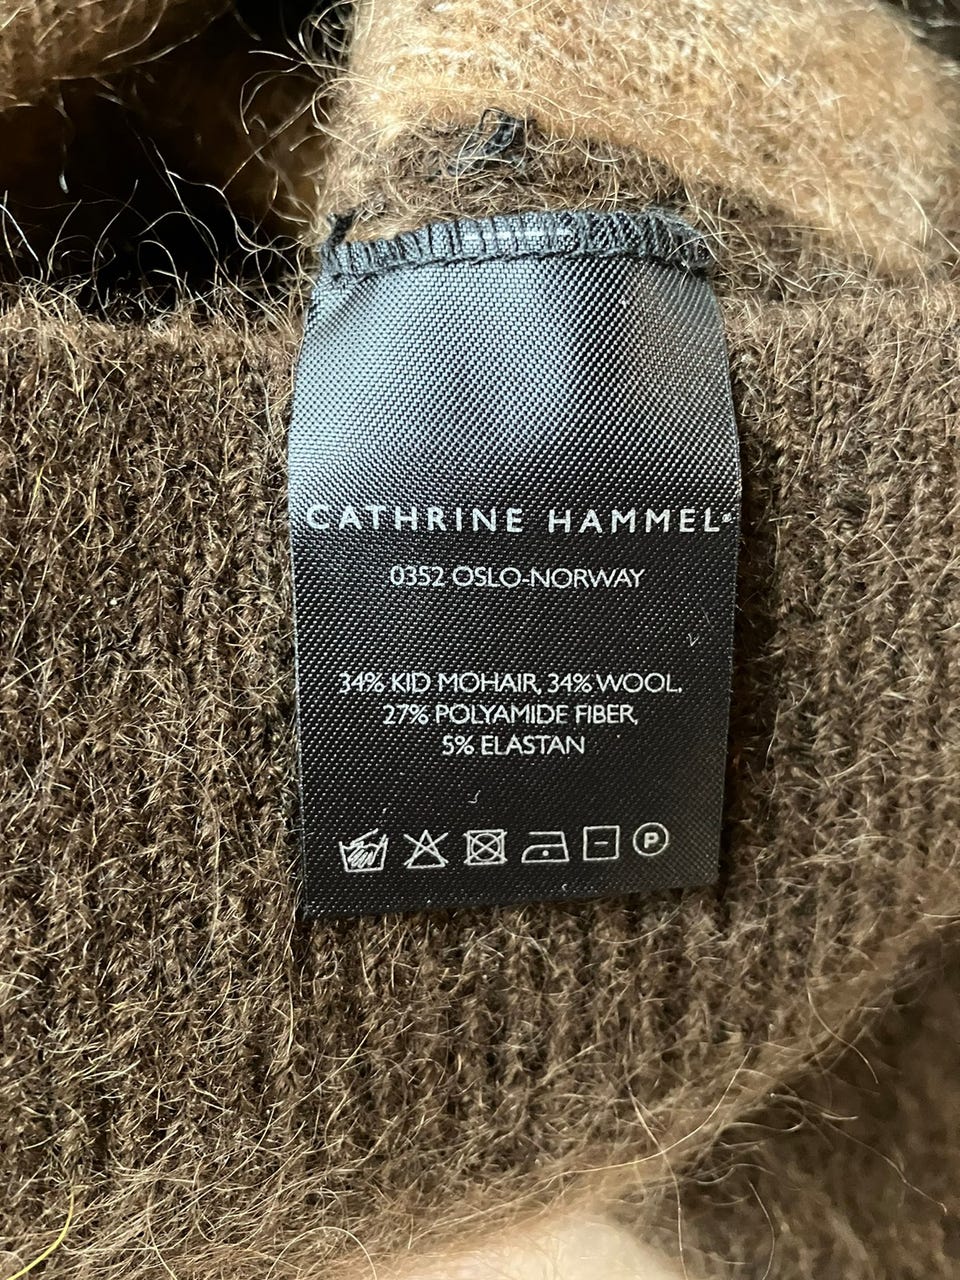 CATHRINE HAMMEL®
0352 OSLO-NORWAY
34% KID MOHAIR, 34% WOOL,
27% POLYAMIDE FIBER,
5% ELASTAN
P